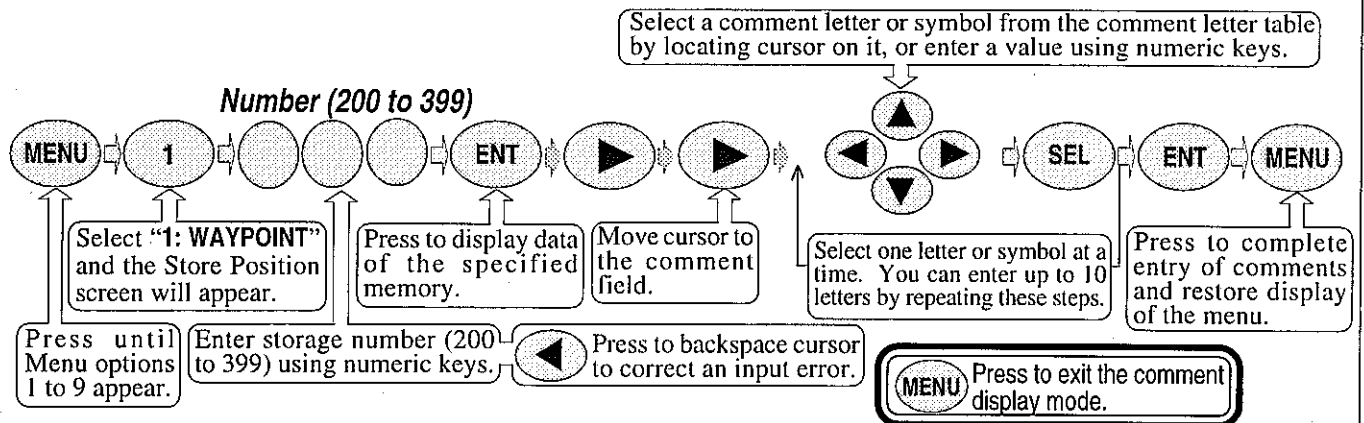 Select a comment letter or symbol from the comment letter table
by locating cursor on it, or enter a value using numeric keys.
Number (200 to 399)
MENU
1
ENT
SEL
ENT
MENU
Select "1: WAYPOINT"
and the Store Position
screen will appear.
Press to display data
of the specified
memory.
Move cursor to
the comment
field.
Select one letter or symbol at a
time. You can enter up to 10
letters by repeating these steps.
Press to complete
entry of comments
and restore display
of the menu.
Press until
Menu options
1 to 9 appear.
Enter storage number (200
to 399) using numeric keys.
Press to backspace cursor
to correct an input error.
MENU
Press to exit the comment
display mode.